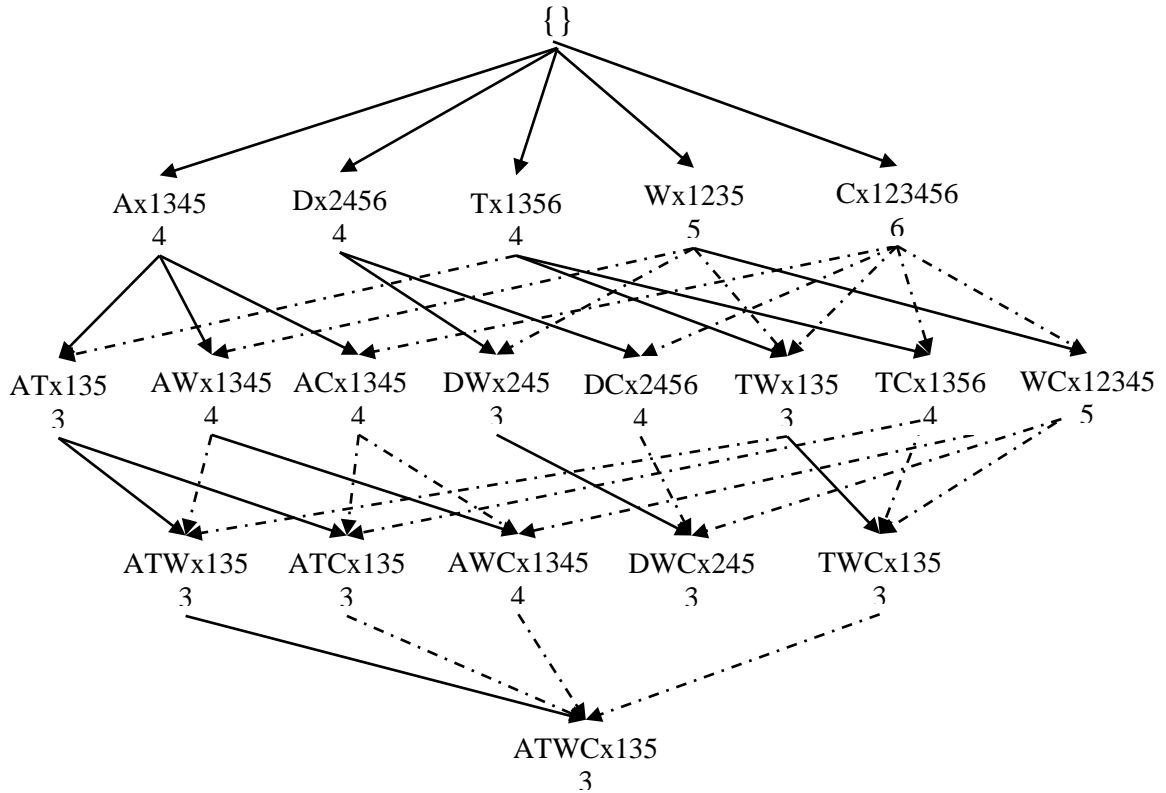 {}
Ax1345 Dx2456 Tx1356 Wx1235 Cx123456
4 4 4 5 6
ATx135 AWx1345 ACx1345 DWx245 DCx2456 TWx135 TCx1356 WCx12345
3 4 4 3 4 3 4 5
ATWx135 ATCx135 AWCx1345 DWCx245 TWCx135
3 3 4 3 3
ATWCx135
3